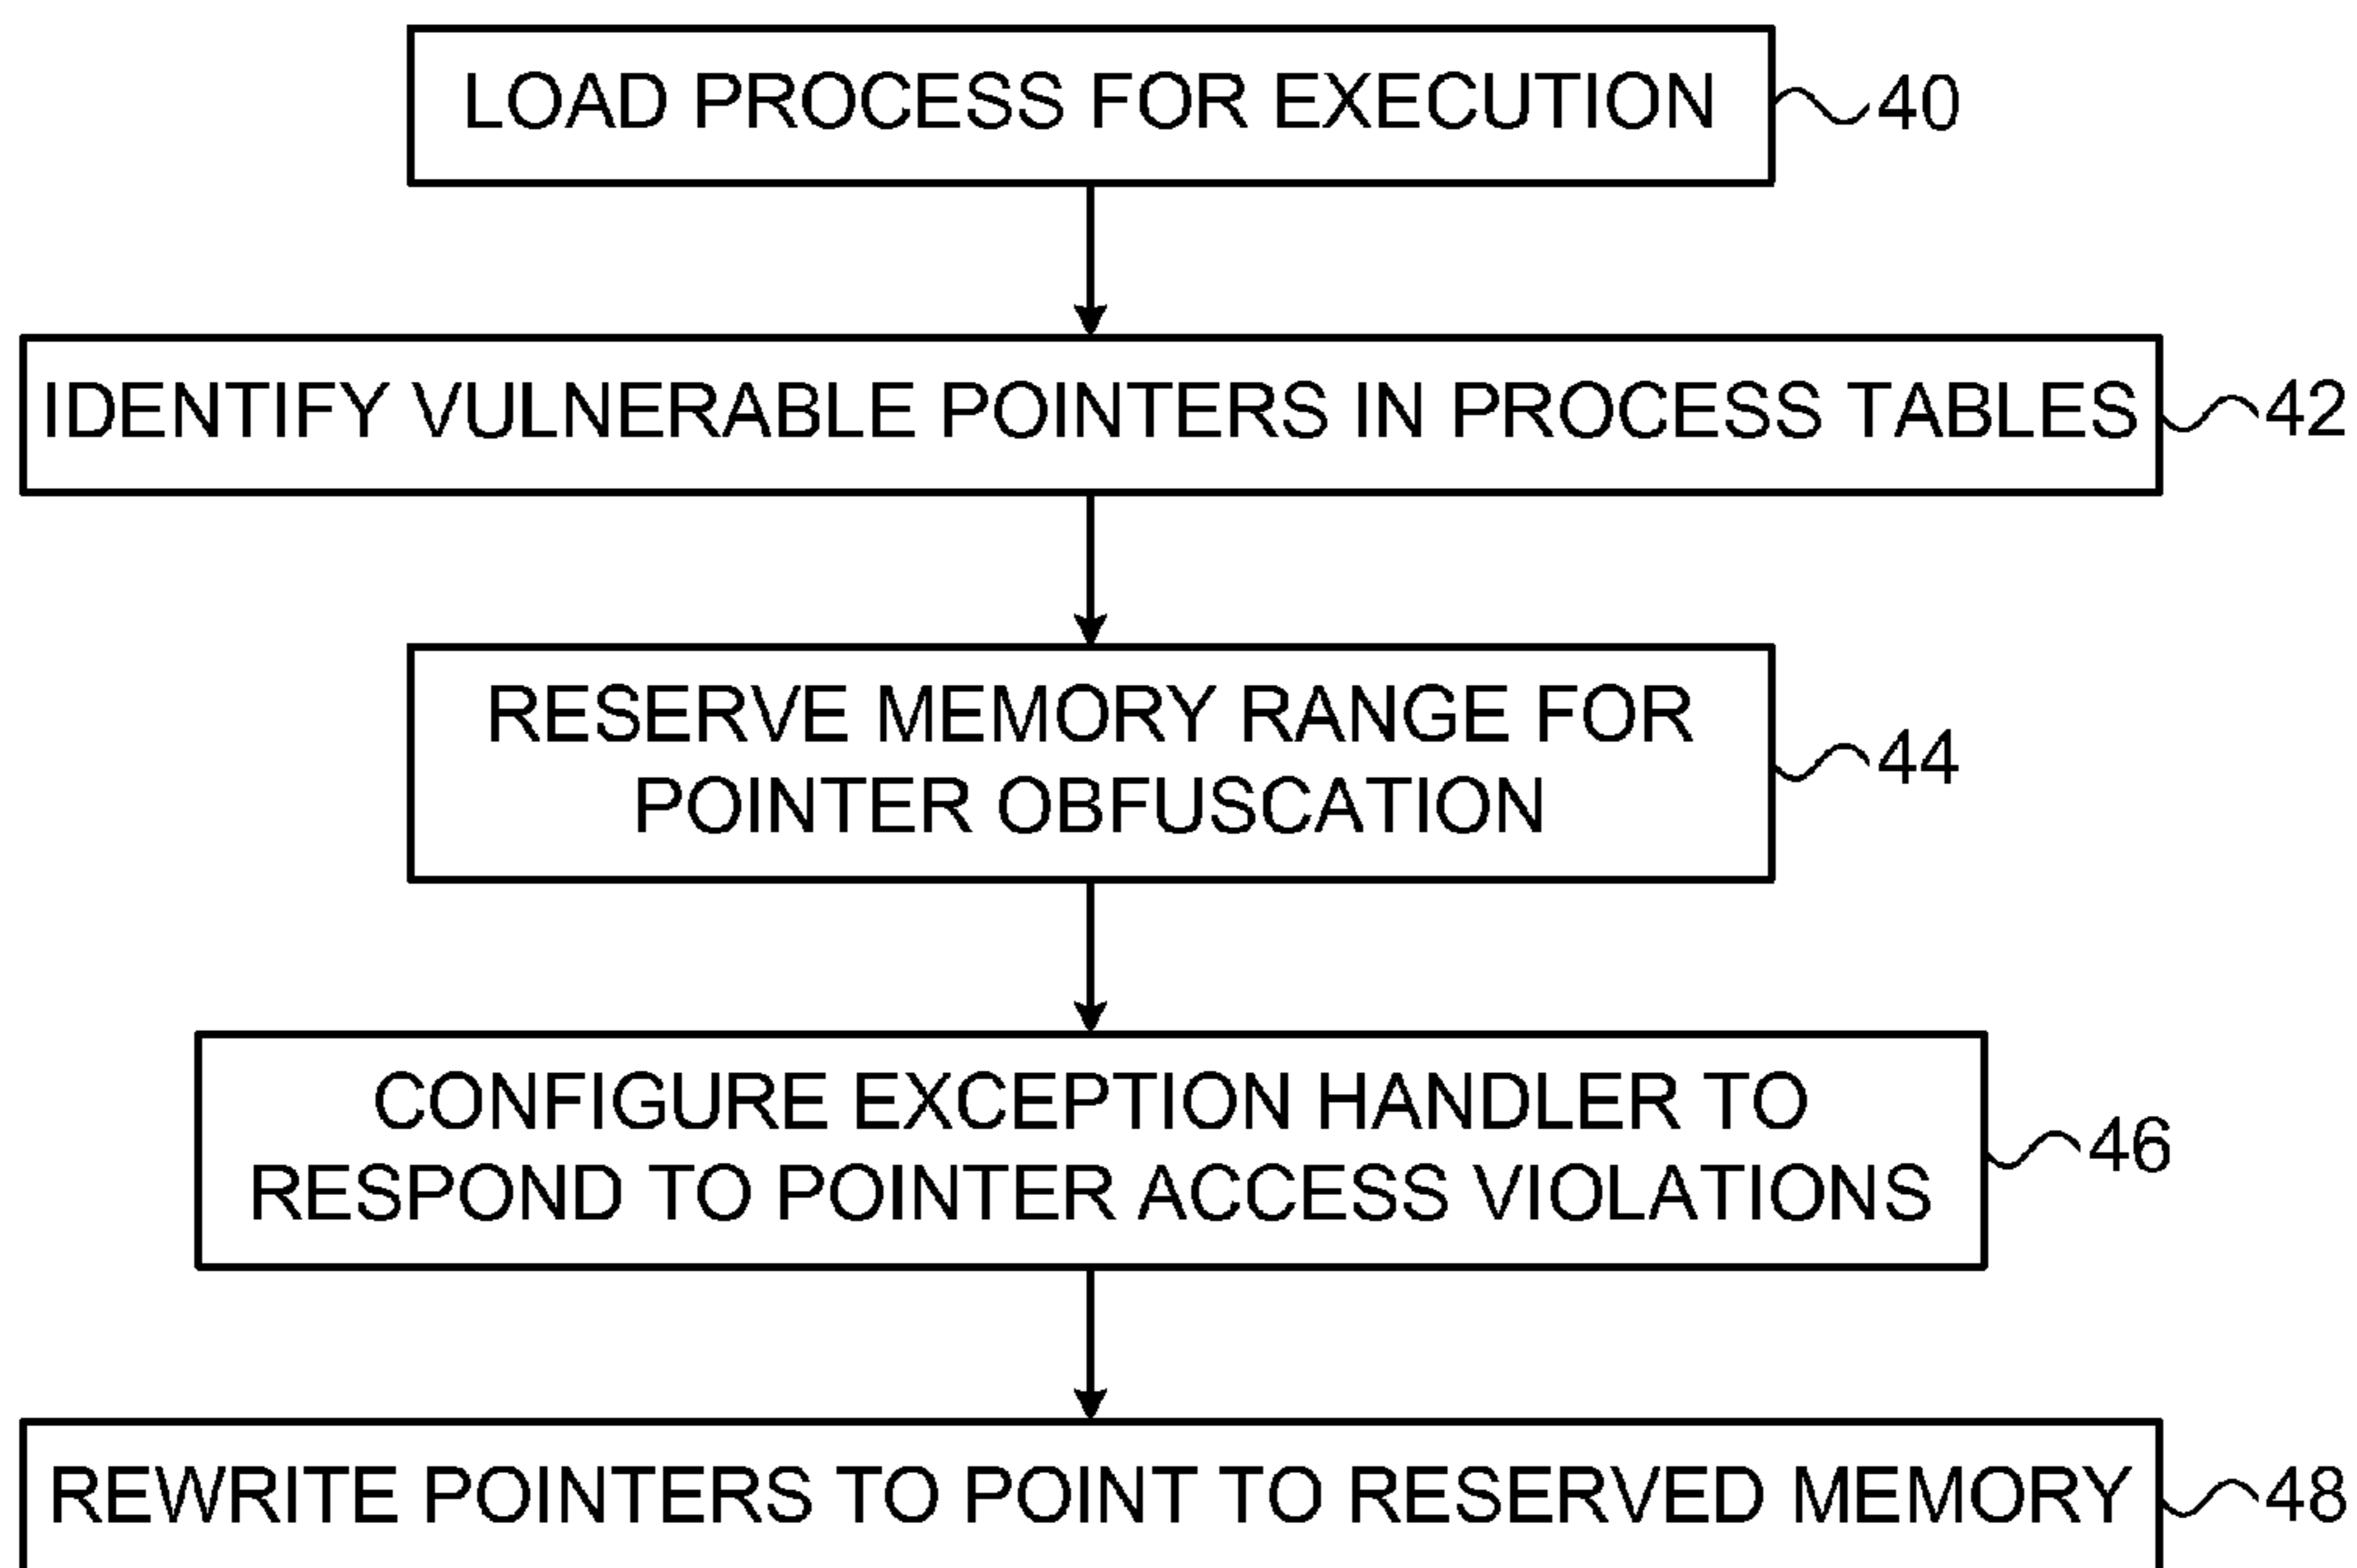 LOAD PROCESS FOR EXECUTION
40
IDENTIFY VULNERABLE POINTERS IN PROCESS TABLES
42
RESERVE MEMORY RANGE FOR
POINTER OBFUSCATION
44
CONFIGURE EXCEPTION HANDLER TO
RESPOND TO POINTER ACCESS VIOLATIONS
46
REWRITE POINTERS TO POINT TO RESERVED MEMORY
48